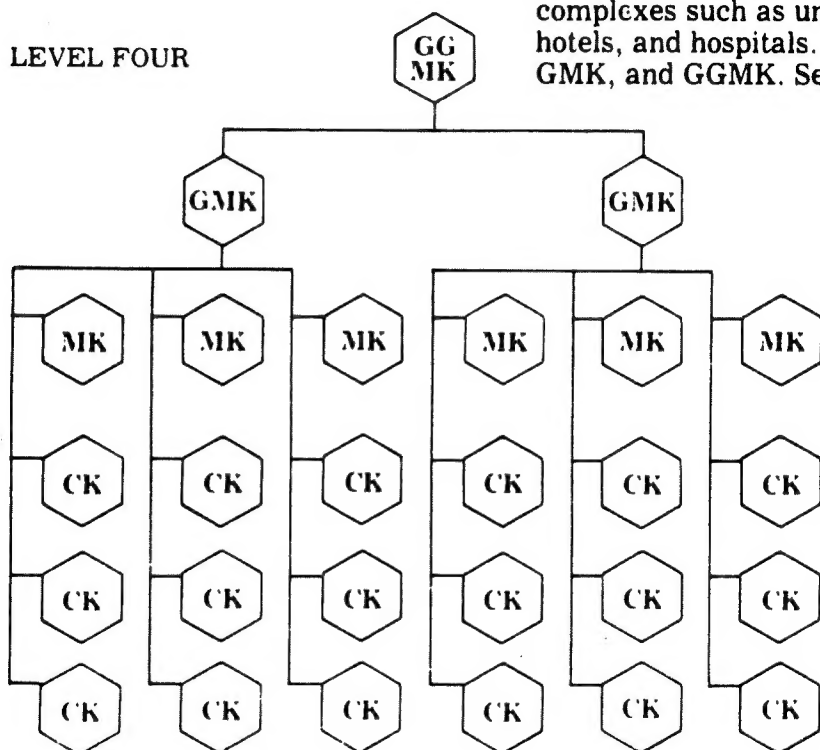 complexes such as
hotels, and hospitals.
GMK, and GGMK.
LEVEL FOUR
GG
MK
GMK GMK
MK MK MK MK MK MK
CK CK CK CK CK CK
CK CK CK CK CK CK
CK CK CK CK CK CK